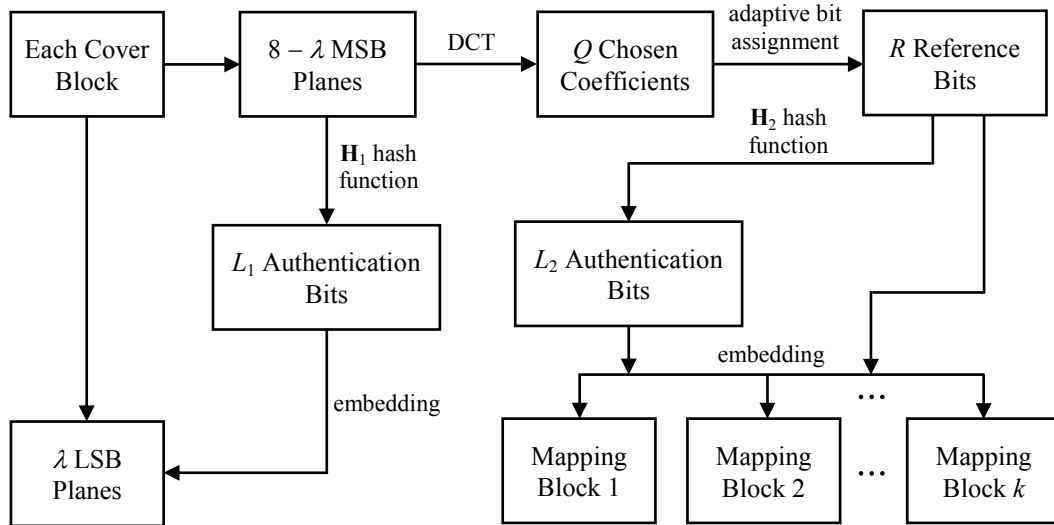 Each Cover
Block
8 – λ MSB
Planes
DCT
Q Chosen
Coefficients
adaptive bit
assignment
R Reference
Bits
H₁ hash
function
H₂ hash
function
L₁ Authentication
Bits
L₂ Authentication
Bits
embedding
embedding
...
λ LSB
Planes
Mapping
Block 1
Mapping
Block 2
...
Mapping
Block k